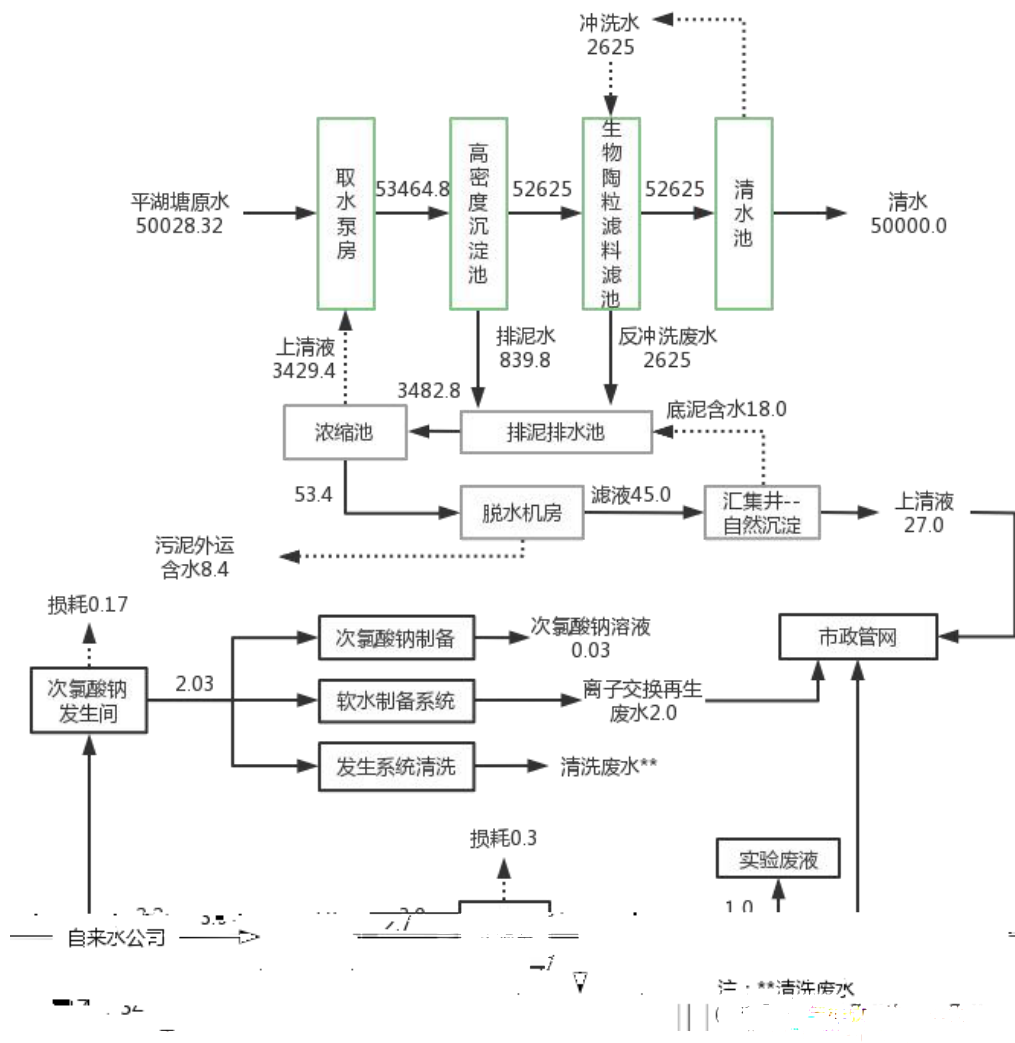 冲洗水
2625
平湖塘原水
50028.32
取水泵房
53464.8
高密度沉淀池
52625
生物陶粒滤料滤池
52625
清水池
清水
50000.0
上清液
3429.4
排泥水
839.8
反冲洗废水
2625
3482.8
浓缩池
排泥排水池
底泥含水18.0
53.4
脱水机房
滤液45.0
汇集井--
自然沉淀
上清液
27.0
污泥外运
含水8.4
损耗0.17
次氯酸钠制备
次氯酸钠溶液
0.03
市政管网
次氯酸钠
发生间
2.03
软水制备系统
离子交换再生
废水2.0
发生系统清洗
清洗废水**
损耗0.3
实验废液
1.0
自来水公司
注：**清洗废水